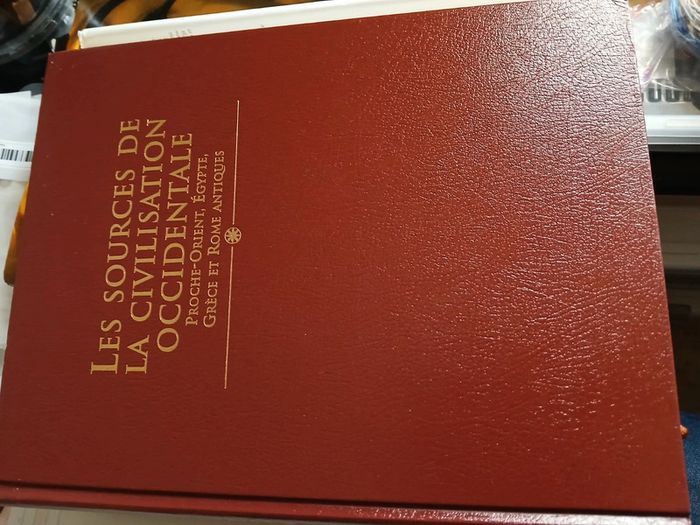 LES SOURCES DE
LA CIVILISATION
OCCIDENTALE
PROCHE-ORIENT, ÉGYPTE,
GRÈCE ET ROME ANTIQUES